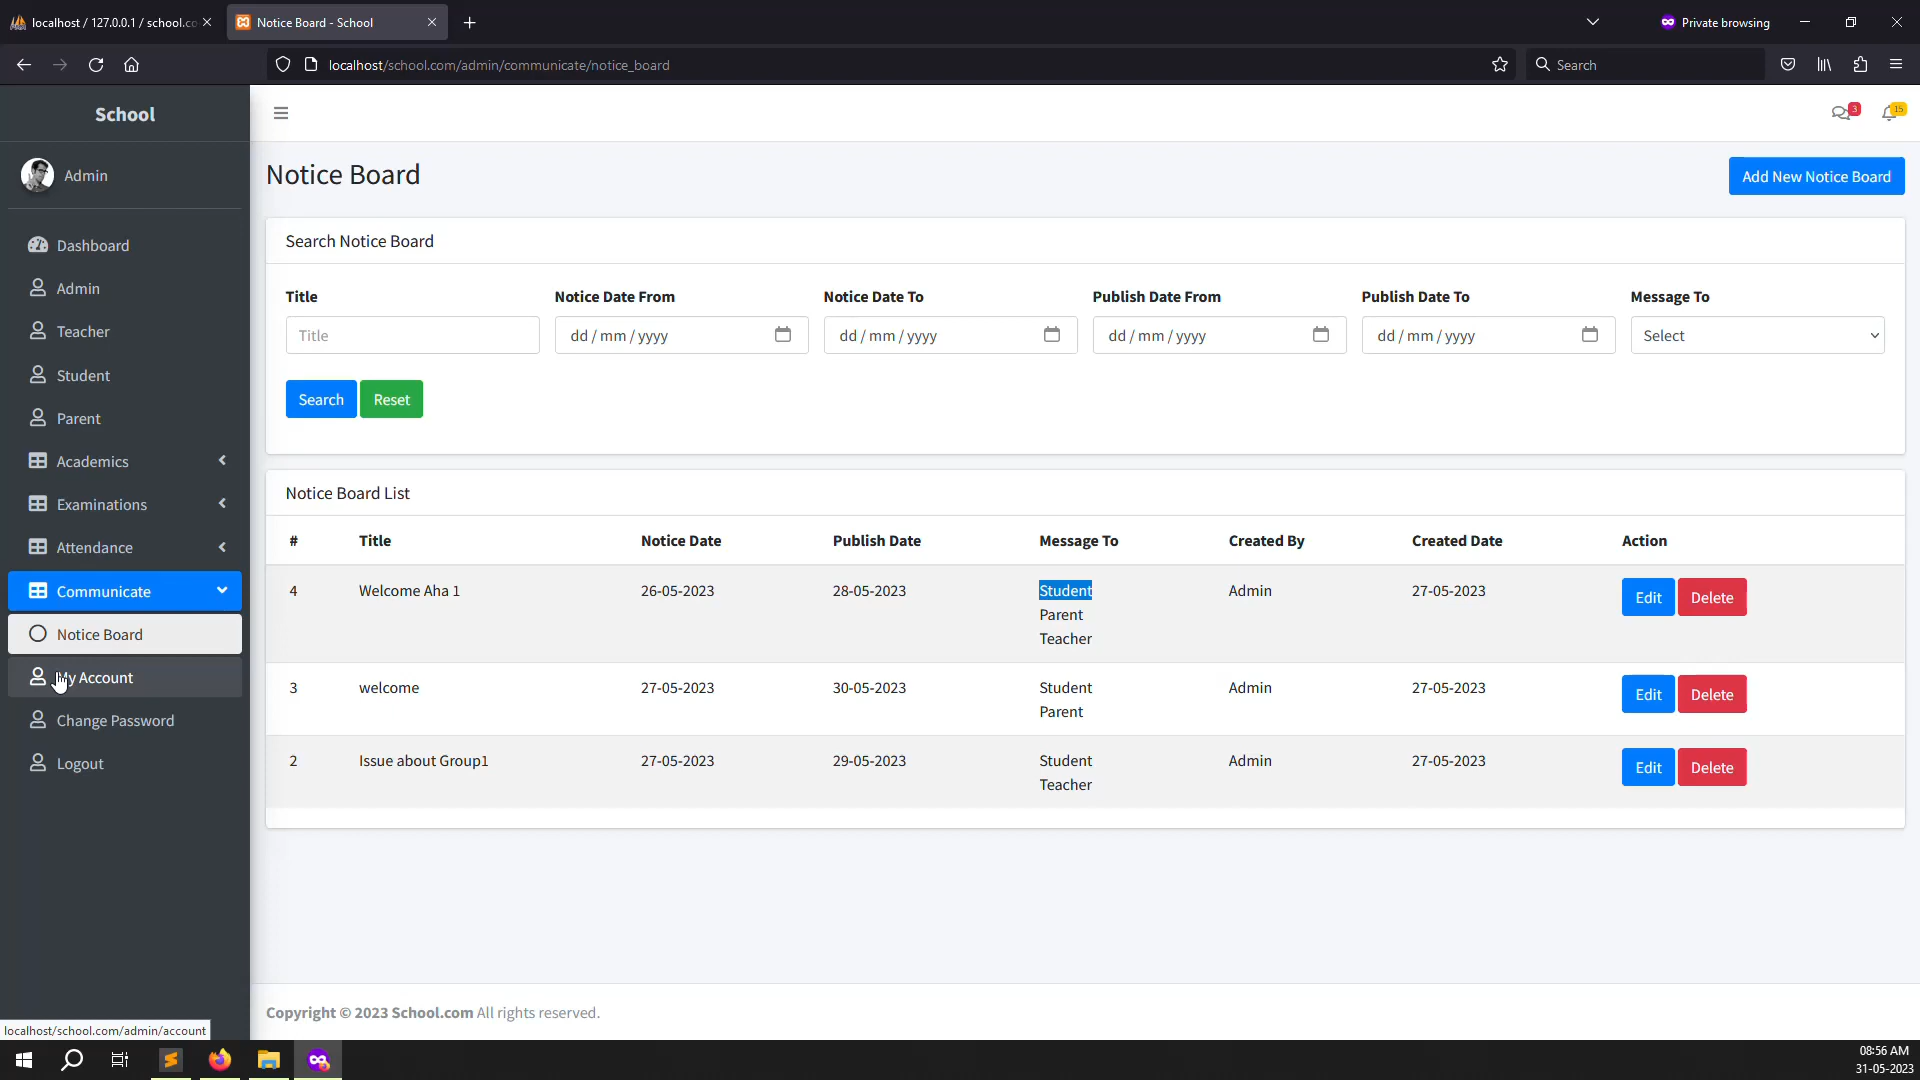 localhost / 127.0.0.1 / school.co
Notice Board - School
Private browsing
localhost/school.com/admin/communicate/notice_board
Search
School
3
15
Admin
Notice Board
Add New Notice Board
Dashboard
Admin
Teacher
Student
Parent
Academics
Examinations
Attendance
Communicate
Notice Board
My Account
Change Password
Logout
Search Notice Board
Title Notice Date From Notice Date To Publish Date From Publish Date To Message To
Title dd / mm / yyyy dd / mm / yyyy dd / mm / yyyy dd / mm / yyyy Select
Search Reset
Notice Board List
# Title Notice Date Publish Date Message To Created By Created Date Action
4 Welcome Aha 1 26-05-2023 28-05-2023 Student Admin 27-05-2023 Edit Delete
Parent
Teacher
3 welcome 27-05-2023 30-05-2023 Student Admin 27-05-2023 Edit Delete
Parent
2 Issue about Group1 27-05-2023 29-05-2023 Student Admin 27-05-2023 Edit Delete
Teacher
Copyright © 2023 School.com All rights reserved.
localhost/school.com/admin/account
08:56 AM
31-05-2023